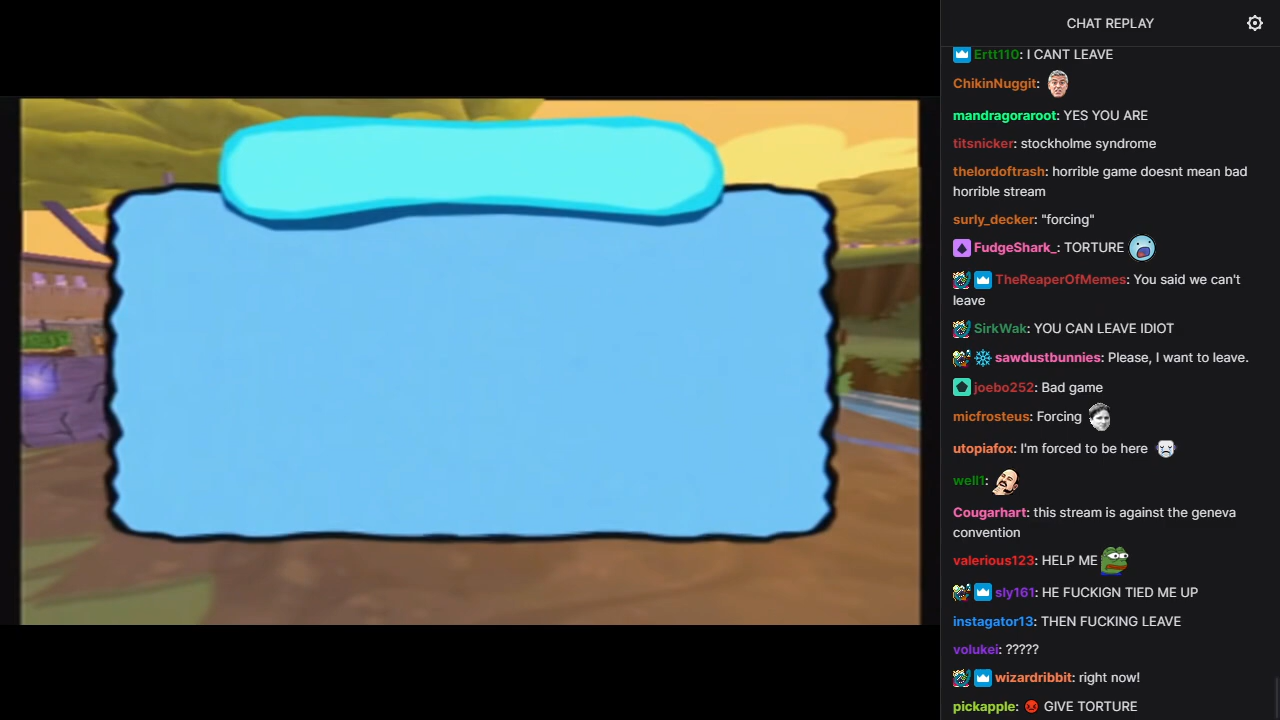 CHAT REPLAY
Ertt110: I CANT LEAVE
ChikinNuggit:
mandragoraroot: YES YOU ARE
titsnicker: stockholme syndrome
thelordoftrash: horrible game doesnt mean bad
horrible stream
surly_decker: "forcing"
FudgeShark_: TORTURE
TheReaperOfMemes: You said we can't
leave
SirkWak: YOU CAN LEAVE IDIOT
sawdustbunnies: Please, I want to leave.
joebo252: Bad game
micfrosteus: Forcing
utopiafox: I'm forced to be here
well1:
Cougarhart: this stream is against the geneva
convention
valerious123: HELP ME
sly161: HE FUCKIGN TIED ME UP
instagator13: THEN FUCKING LEAVE
volukei: ?????
wizardribbit: right now!
pickapple: GIVE TORTURE